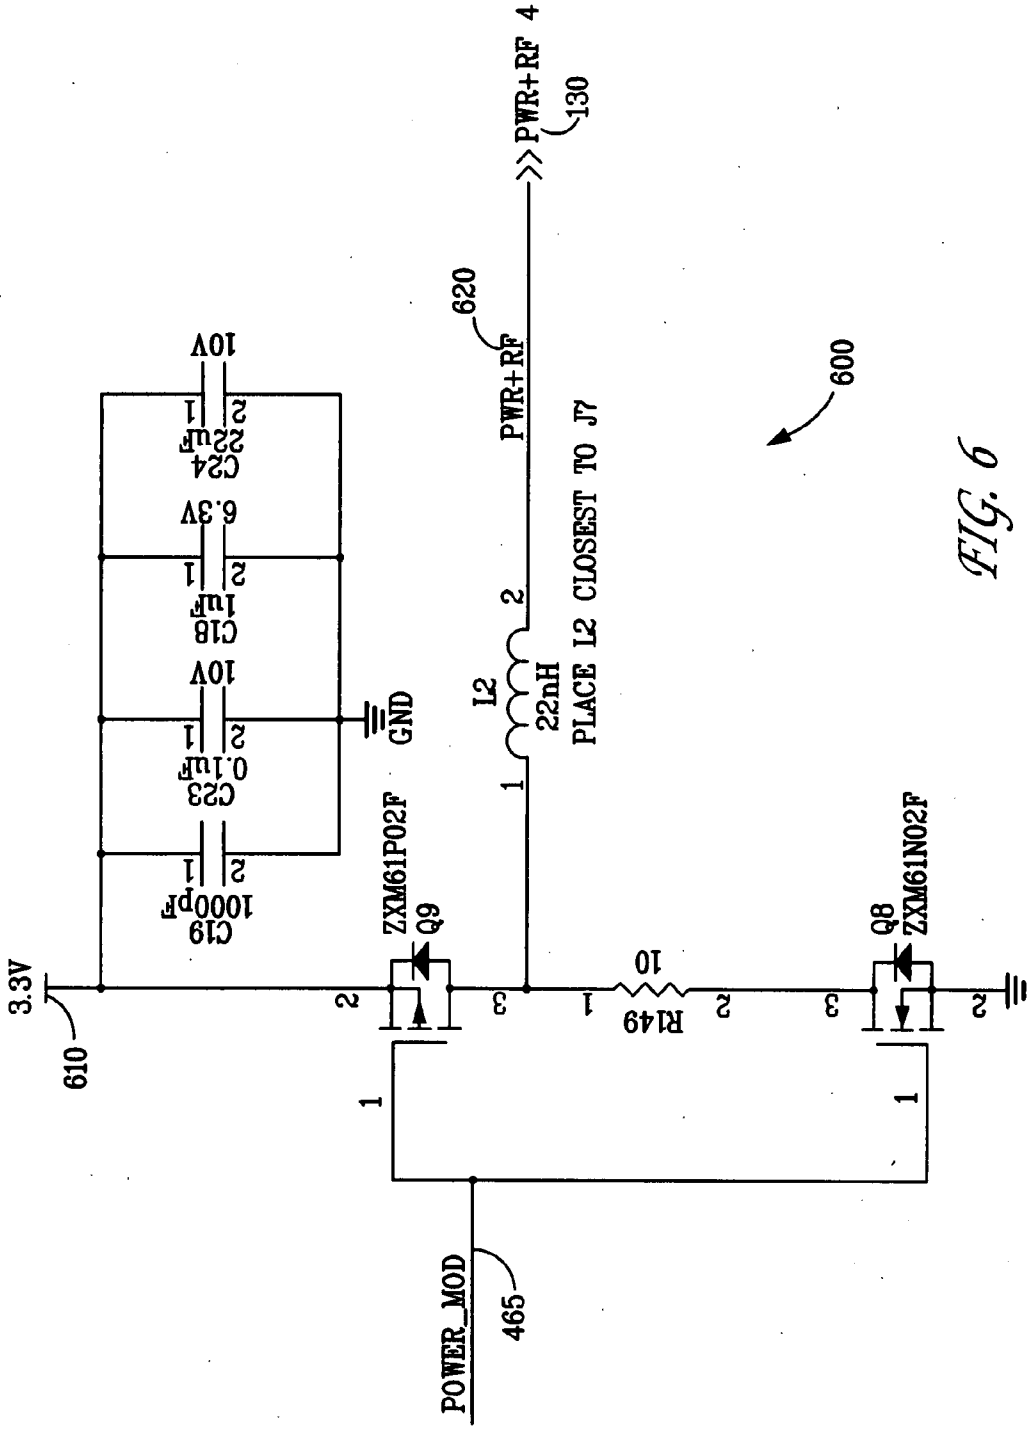 3.3V
610
C19
1000pF
1
2
C23
0.1uF
1
2
10V
C18
1uF
1
2
6.3V
C24
22uF
1
2
10V
GND
2
ZXM61P02F
Q9
1
3
POWER_MOD
465
1
L2
22nH
2
PWR+RF
620
PWR+RF 4
130
PLACE L2 CLOSEST TO J7
1
R149
10
2
3
Q8
ZXM61N02F
1
2
600
FIG. 6